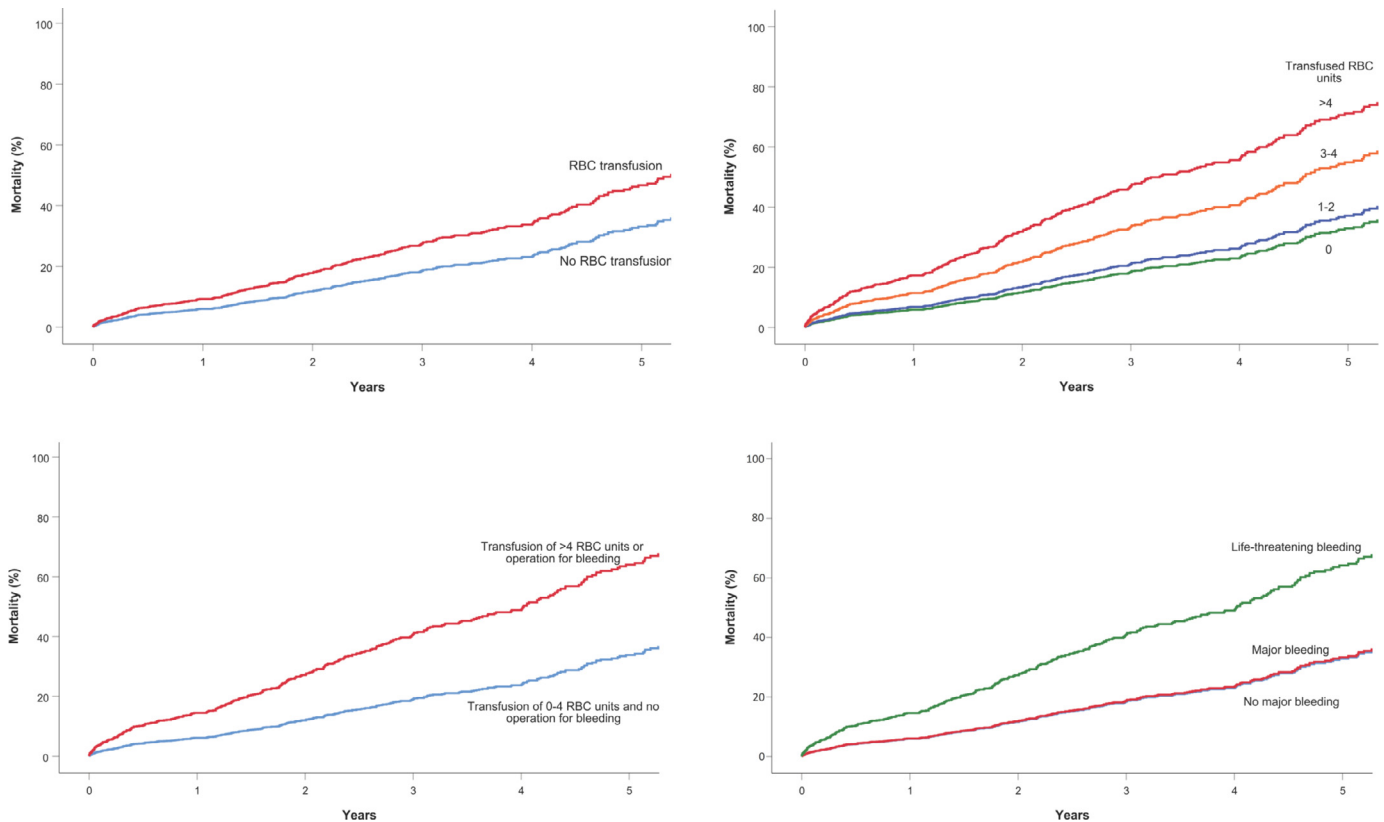 100
80
60
40
20
0
Mortality (%)
RBC transfusion
No RBC transfusion
0 1 2 3 4 5
Years
100
80
60
40
20
0
Mortality (%)
Transfused RBC
units
>4
3-4
1-2
0
0 1 2 3 4 5
Years
100
80
60
40
20
0
Mortality (%)
Transfusion of >4 RBC units or
operation for bleeding
Transfusion of 0-4 RBC units and no
operation for bleeding
0 1 2 3 4 5
Years
100
80
60
40
20
0
Mortality (%)
Life-threatening bleeding
Major bleeding
No major bleeding
0 1 2 3 4 5
Years